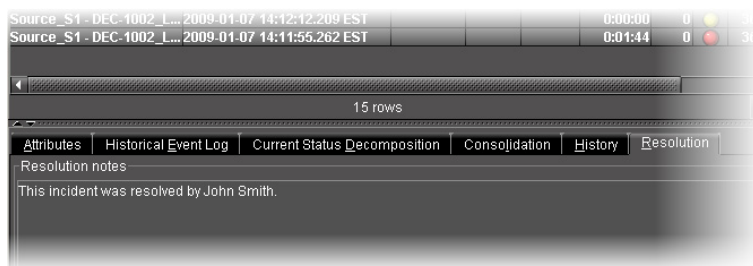 Source_S1 - DEC-1002_L... 2009-01-07 14:12:12.209 EST 0:00:00 0
Source_S1 - DEC-1002_L... 2009-01-07 14:11:55.262 EST 0:01:44 0
15 rows
Attributes Historical Event Log Current Status Decomposition Consolidation History Resolution
Resolution notes
This incident was resolved by John Smith.